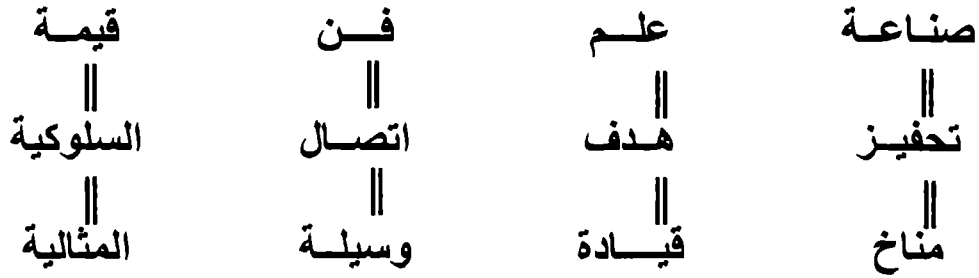 صناعة علم فن قيمة
تحفيز هدف اتصال السلوكية
مناخ قيادة وسيلة المثالية